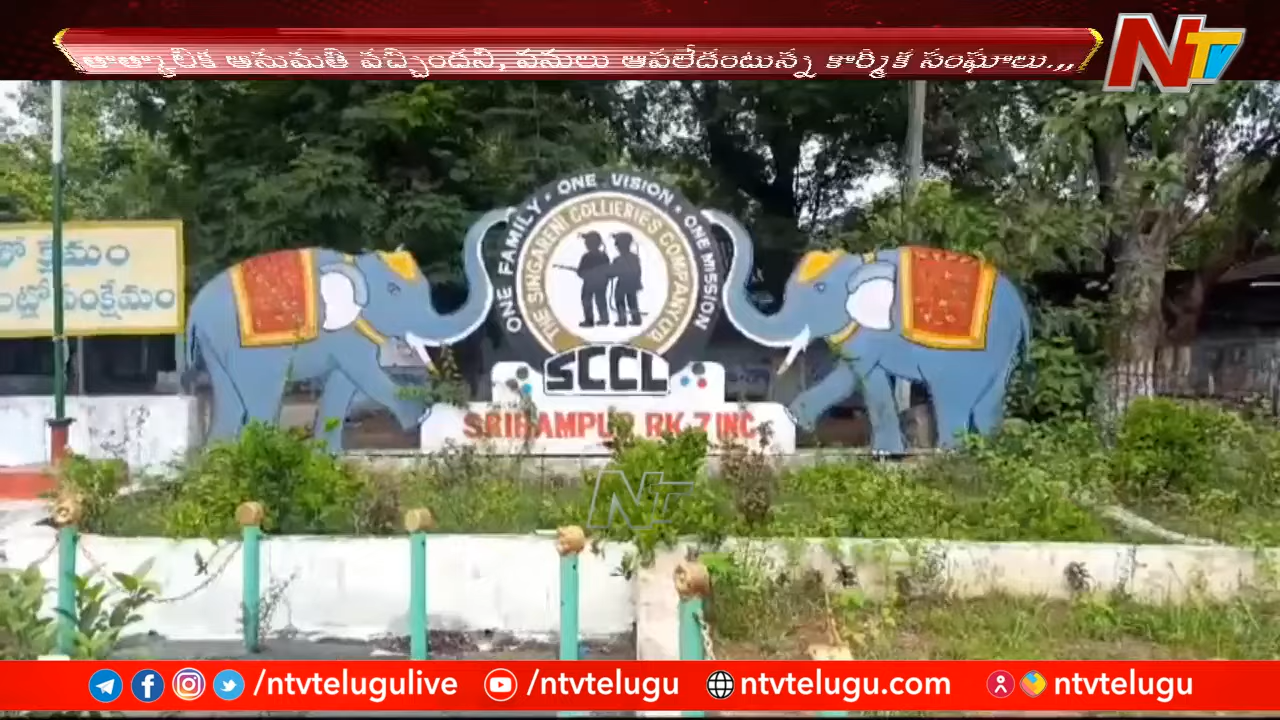 తాత్కాలిక అనుమతి వచ్చిందని, పనులు ఆపలేదంటున్న కార్మిక సంఘాలు...
NTV
ONE FAMILY • ONE VISION • ONE MISSION
THE SINGARENI COLLIERIES COMPANY LTD
క్షేమం
సంక్షేమం
SCCL
SRIRAMPUR RK-7 INC
NT
/ntvtelugulive /ntvtelugu ntvtelugu.com ntvtelugu